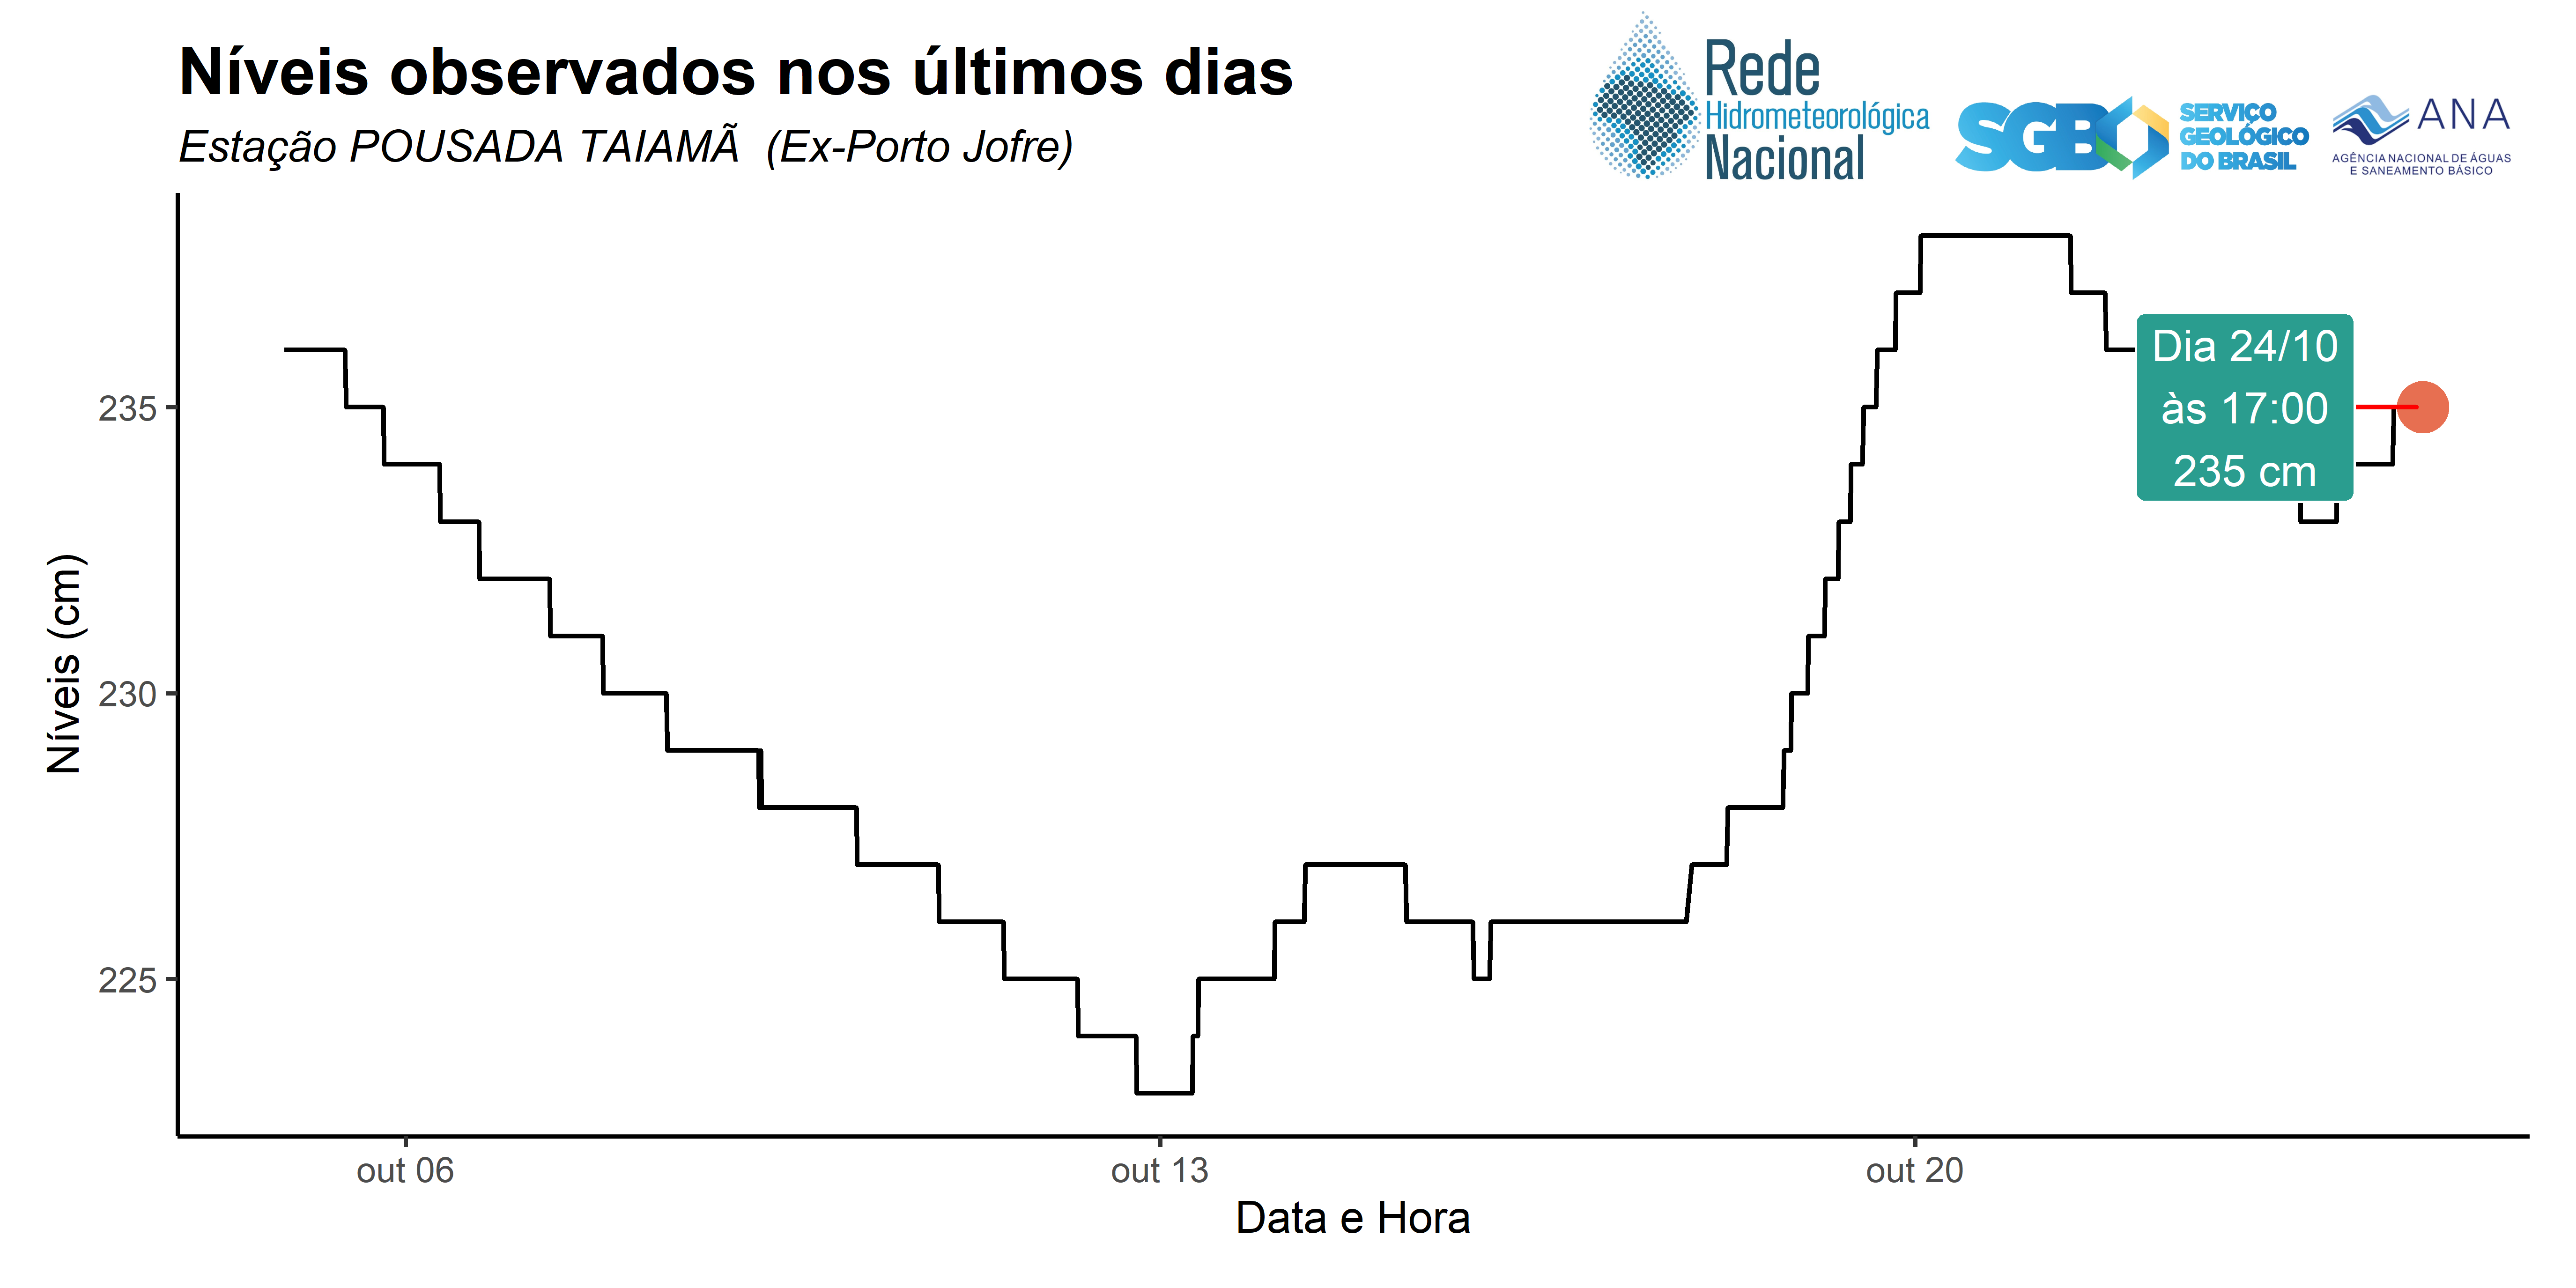 Níveis observados nos últimos dias
Estação POUSADA TAIAMÃ (Ex-Porto Jofre)
Rede
Hidrometeorológica
Nacional
SGB
SERVIÇO
GEOLÓGICO
DO BRASIL
ANA
AGÊNCIA NACIONAL DE ÁGUAS
E SANEAMENTO BÁSICO
Dia 24/10
às 17:00
235 cm
Níveis (cm)
235
230
225
out 06
out 13
out 20
Data e Hora